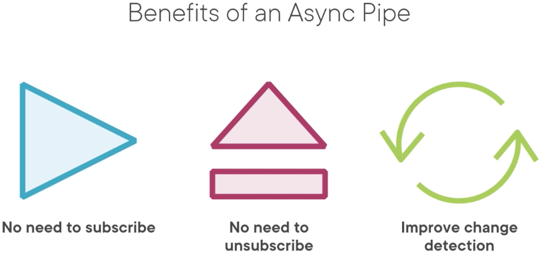 Benefits of an Async Pipe
No need to subscribe
No need to
unsubscribe
Improve change
detection